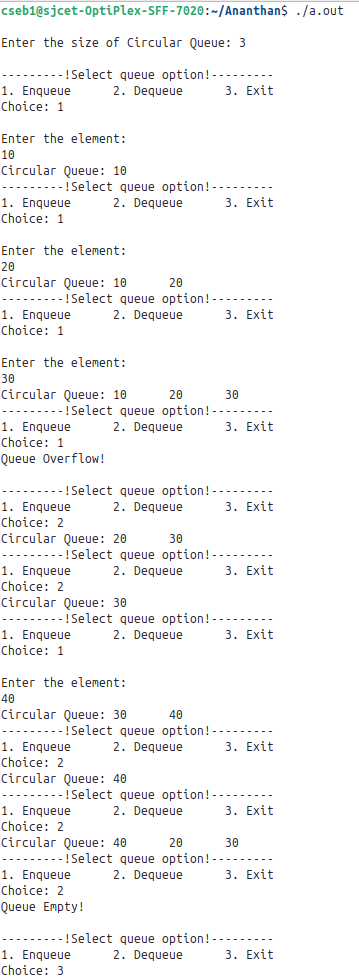 cseb1@sjcet-OptiPlex-SFF-7020:~/Ananthan$ ./a.out
Enter the size of Circular Queue: 3
---------!Select queue option!---------
1. Enqueue      2. Dequeue      3. Exit
Choice: 1
Enter the element:
10
Circular Queue: 10
---------!Select queue option!---------
1. Enqueue      2. Dequeue      3. Exit
Choice: 1
Enter the element:
20
Circular Queue: 10      20
---------!Select queue option!---------
1. Enqueue      2. Dequeue      3. Exit
Choice: 1
Enter the element:
30
Circular Queue: 10      20      30
---------!Select queue option!---------
1. Enqueue      2. Dequeue      3. Exit
Choice: 1
Queue Overflow!
---------!Select queue option!---------
1. Enqueue      2. Dequeue      3. Exit
Choice: 2
Circular Queue: 20      30
---------!Select queue option!---------
1. Enqueue      2. Dequeue      3. Exit
Choice: 2
Circular Queue: 30
---------!Select queue option!---------
1. Enqueue      2. Dequeue      3. Exit
Choice: 1
Enter the element:
40
Circular Queue: 30      40
---------!Select queue option!---------
1. Enqueue      2. Dequeue      3. Exit
Choice: 2
Circular Queue: 40
---------!Select queue option!---------
1. Enqueue      2. Dequeue      3. Exit
Choice: 2
Circular Queue: 40      20      30
---------!Select queue option!---------
1. Enqueue      2. Dequeue      3. Exit
Choice: 2
Queue Empty!
---------!Select queue option!---------
1. Enqueue      2. Dequeue      3. Exit
Choice: 3